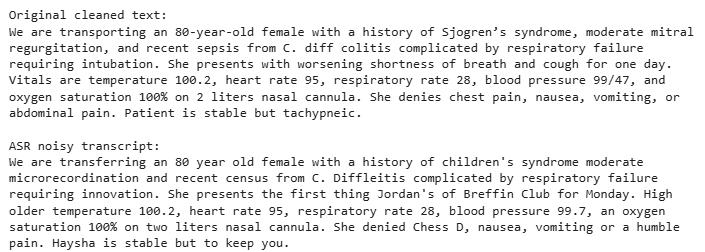 Original cleaned text:
We are transporting an 80-year-old female with a history of Sjogren’s syndrome, moderate mitral
regurgitation, and recent sepsis from C. diff colitis complicated by respiratory failure
requiring intubation. She presents with worsening shortness of breath and cough for one day.
Vitals are temperature 100.2, heart rate 95, respiratory rate 28, blood pressure 99/47, and
oxygen saturation 100% on 2 liters nasal cannula. She denies chest pain, nausea, vomiting, or
abdominal pain. Patient is stable but tachypneic.

ASR noisy transcript:
We are transferring an 80 year old female with a history of children's syndrome moderate
microrecordition and recent census from C. Diffleitis complicated by respiratory failure
requiring innovation. She presents the first thing Jordan's of Breffin Club for Monday. High
older temperature 100.2, heart rate 95, respiratory rate 28, blood pressure 99.7, an oxygen
saturation 100% on two liters nasal cannula. She denied Chess D, nausea, vomiting or a humble
pain. Haysha is stable but to keep you.